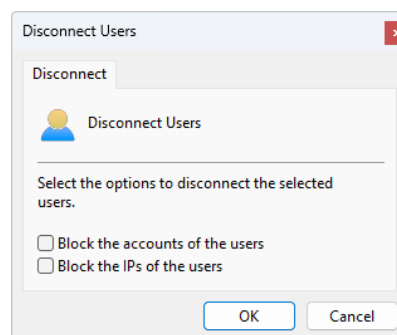 Disconnect Users
Disconnect
Disconnect Users
Select the options to disconnect the selected
users.
Block the accounts of the users
Block the IPs of the users
OK
Cancel